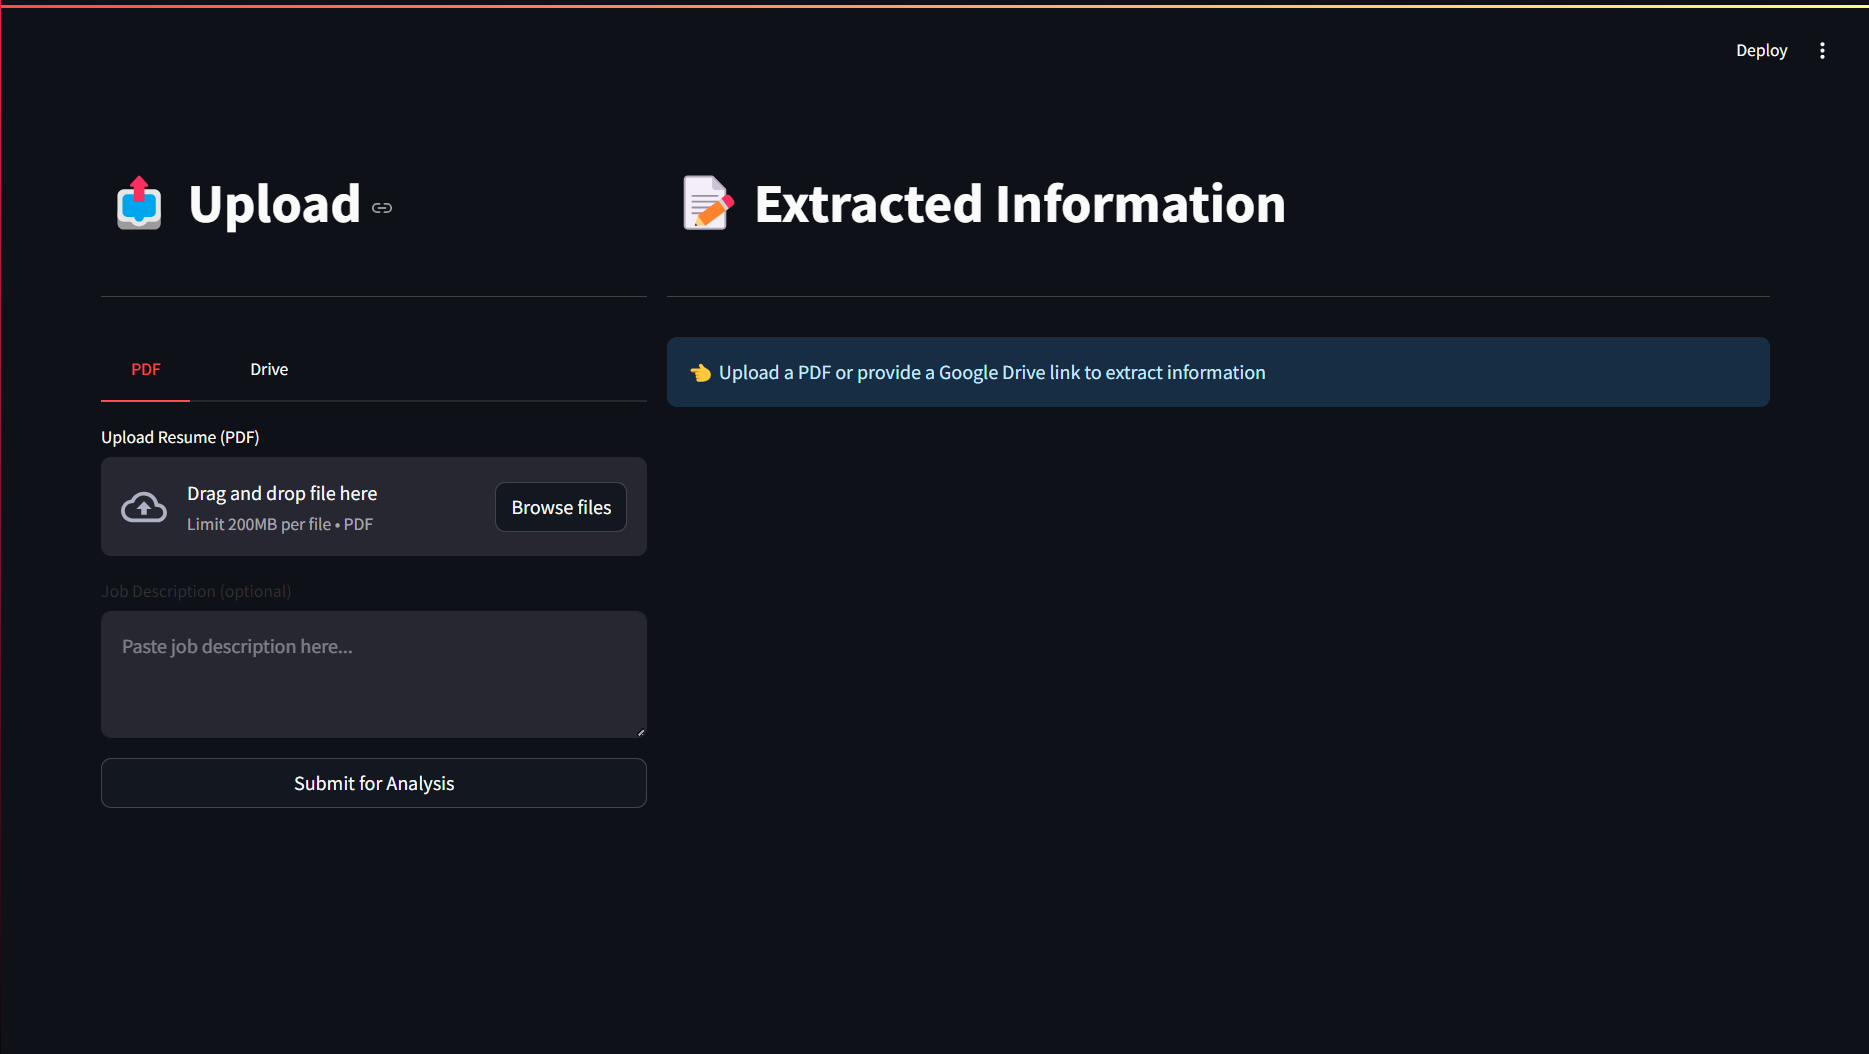 Deploy
Upload
Extracted Information
PDF
Drive
Upload a PDF or provide a Google Drive link to extract information
Upload Resume (PDF)
Drag and drop file here
Limit 200MB per file • PDF
Browse files
Job Description (optional)
Paste job description here...
Submit for Analysis